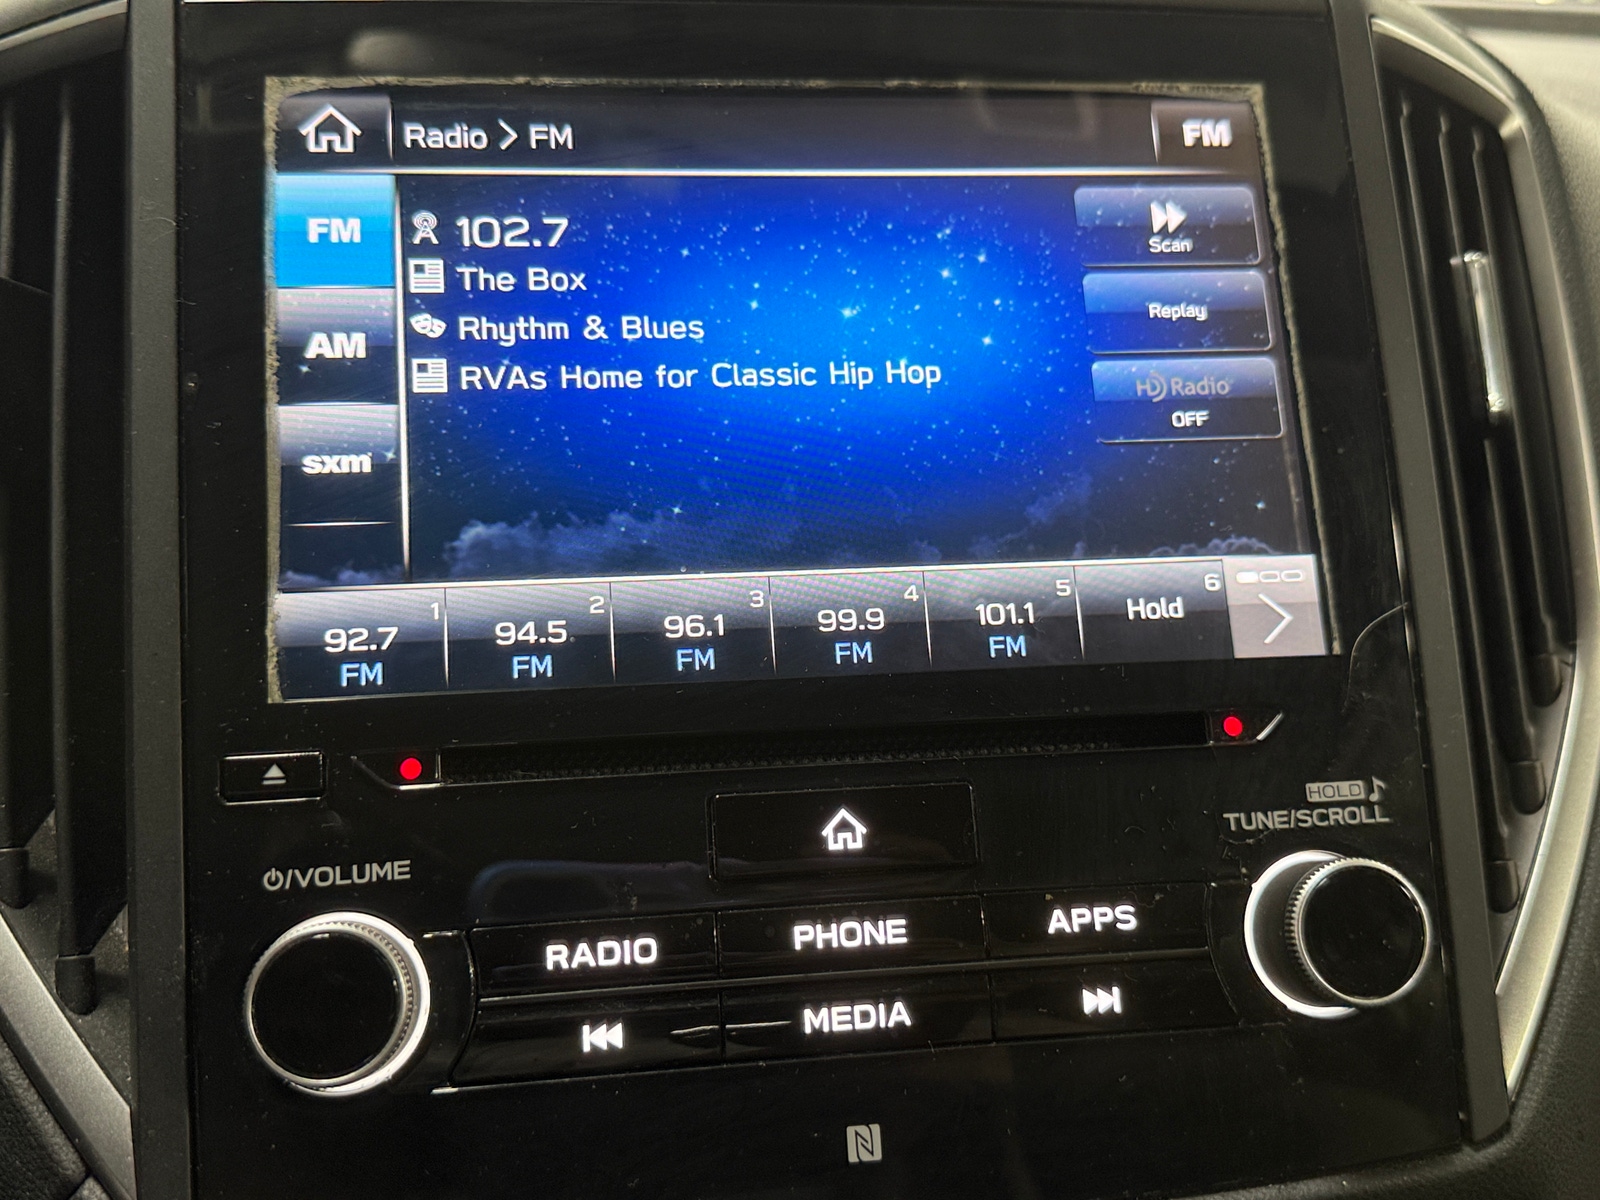 Radio > FM
FM
FM
AM
sxm
102.7
The Box
Rhythm & Blues
RVAs Home for Classic Hip Hop
Scan
Replay
HD Radio
OFF
1
92.7
FM
2
94.5
FM
3
96.1
FM
4
99.9
FM
5
101.1
FM
6
Hold
/VOLUME
HOLD
TUNE/SCROLL
RADIO
PHONE
APPS
MEDIA
N